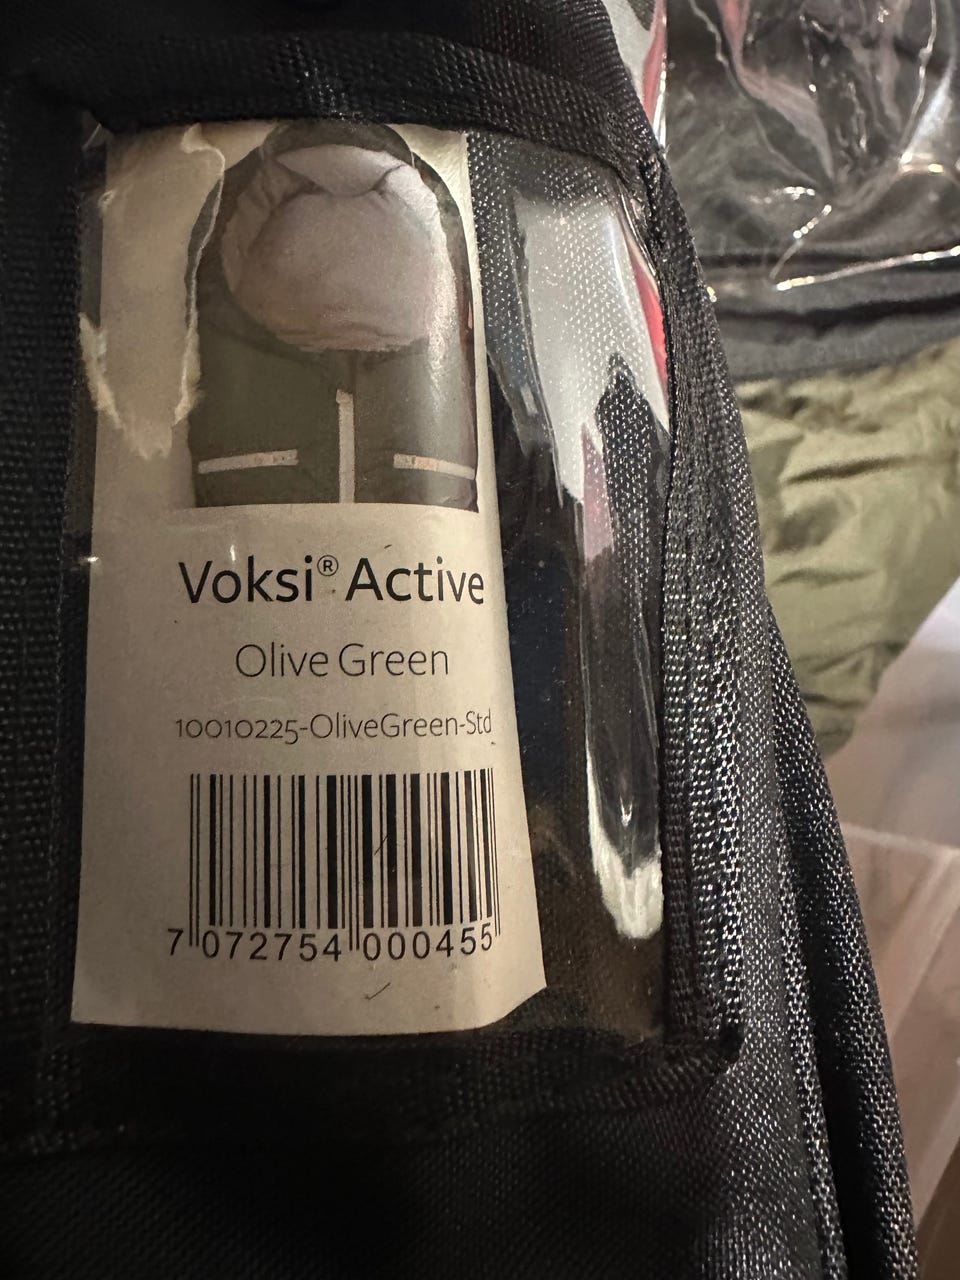 Voksi® Active
Olive Green
10010225-OliveGreen-Std
7 072754 000455